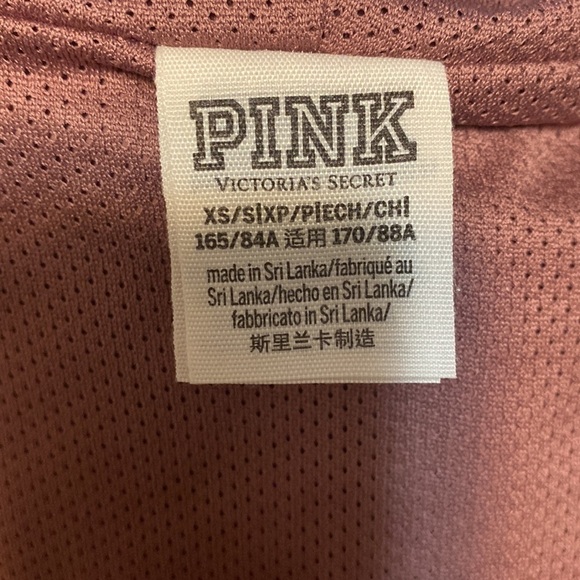 PINK
VICTORIA'S SECRET
XS/S|XP/P|ECH/CH|
165/84A 适用 170/88A
made in Sri Lanka/fabriqué au
Sri Lanka/hecho en Sri Lanka/
fabbricato in Sri Lanka/
斯里兰卡制造